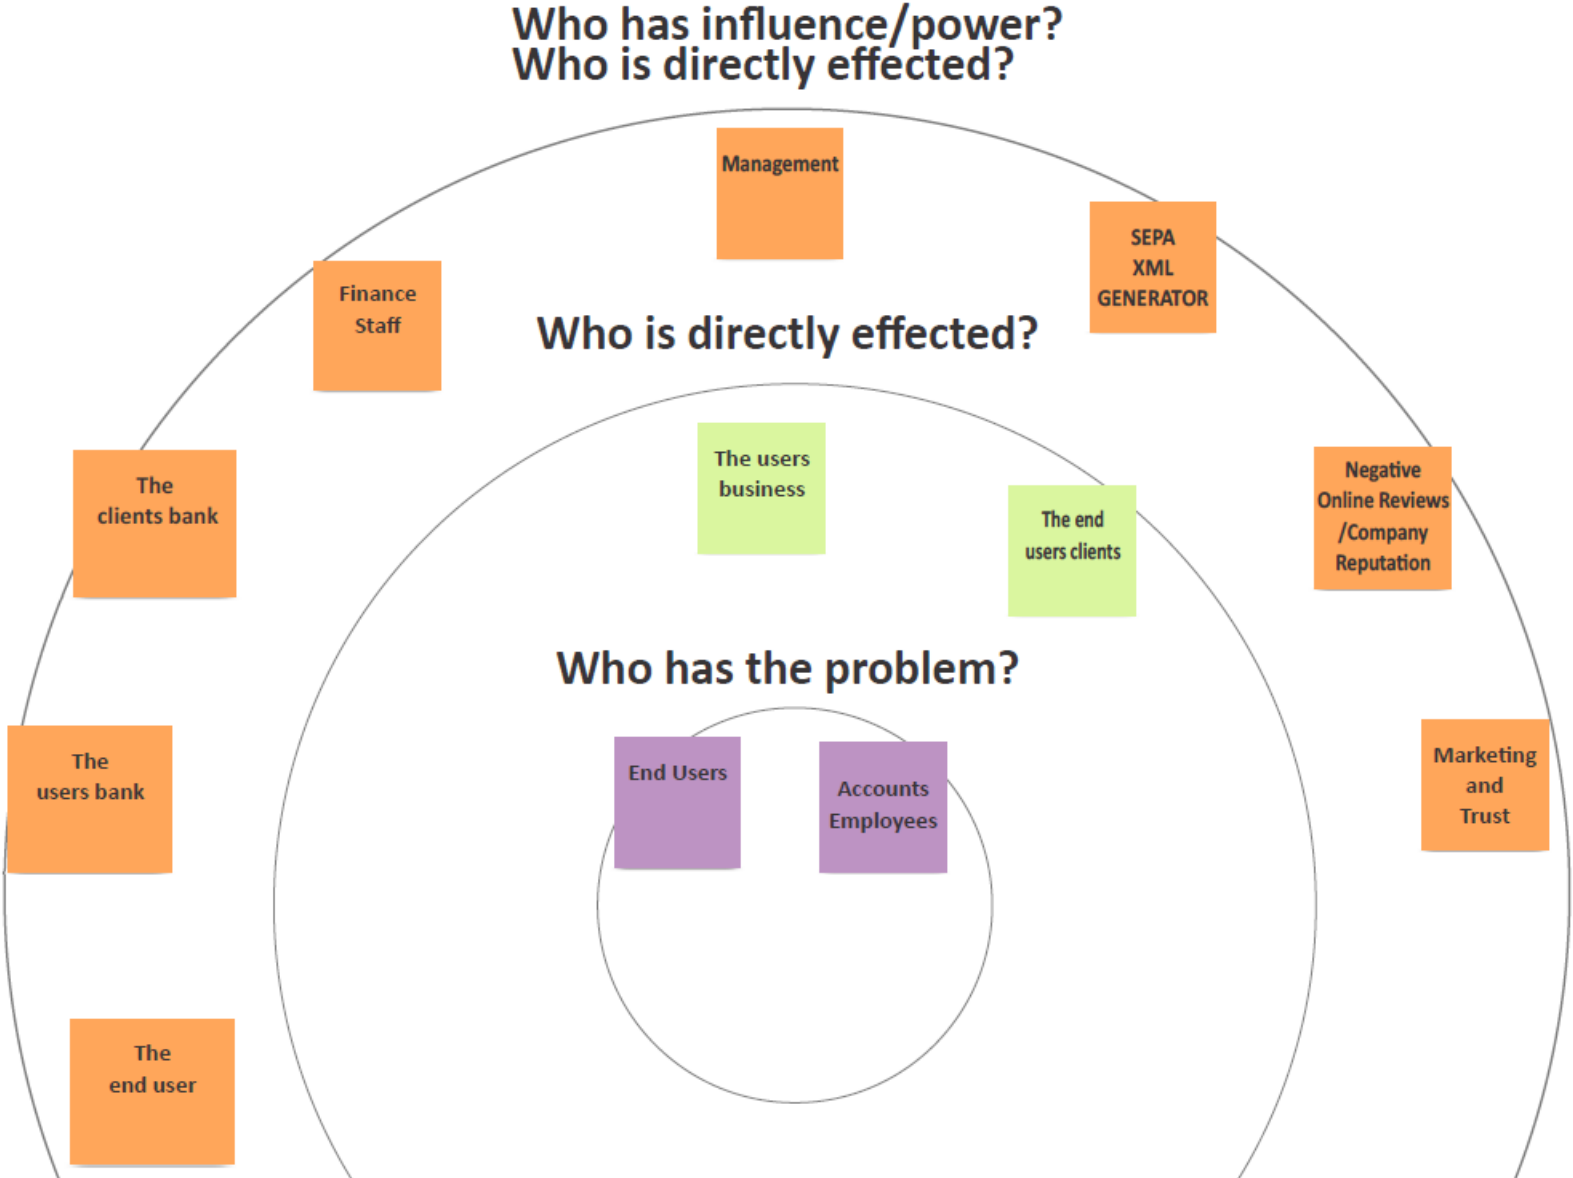 Who has influence/power?
Who is directly effected?
Management
SEPA
XML
GENERATOR
Finance
Staff
Who is directly effected?
The
clients bank
The users
business
The end
users clients
Negative
Online Reviews
/Company
Reputation
Who has the problem?
The
users bank
End Users
Accounts
Employees
Marketing
and
Trust
The
end user